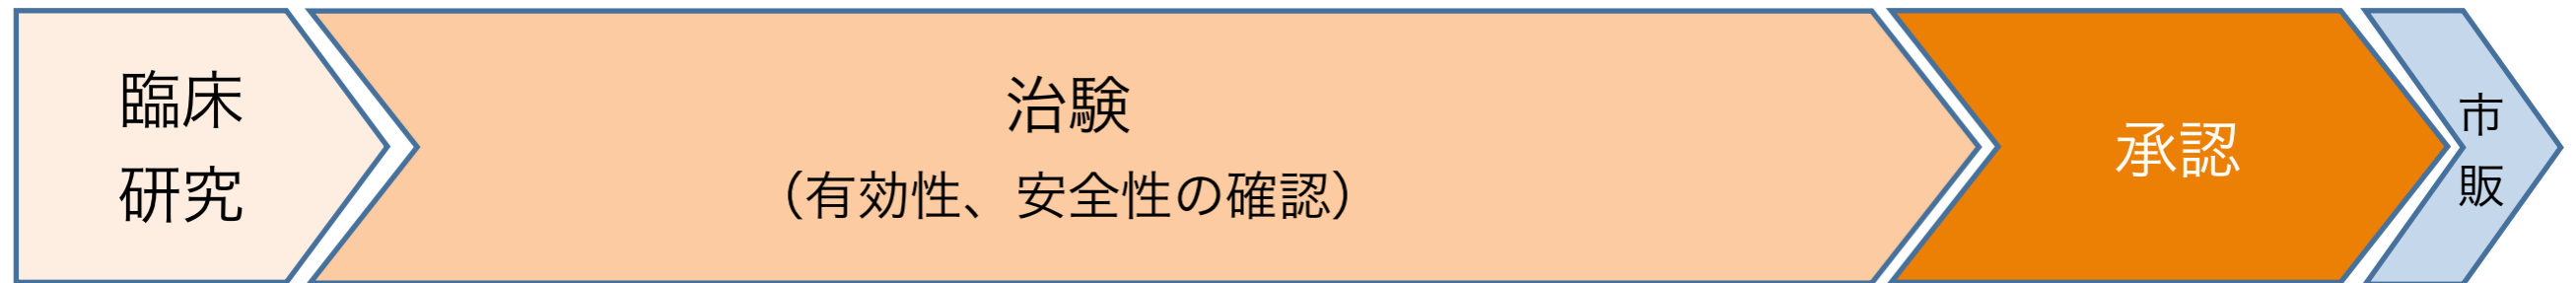 臨床
研究
治験
（有効性、安全性の確認）
承認
市
販